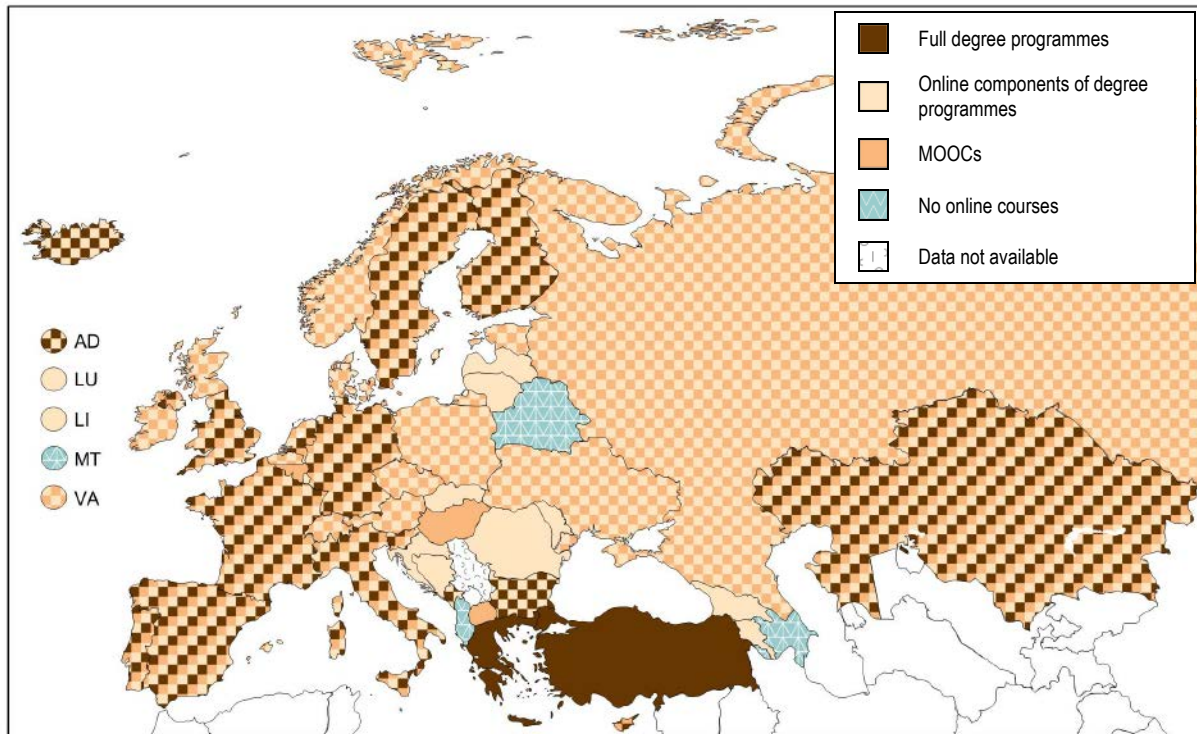 Full degree programmes
Online components of degree
programmes
MOOCs
No online courses
Data not available
AD
LU
LI
MT
VA